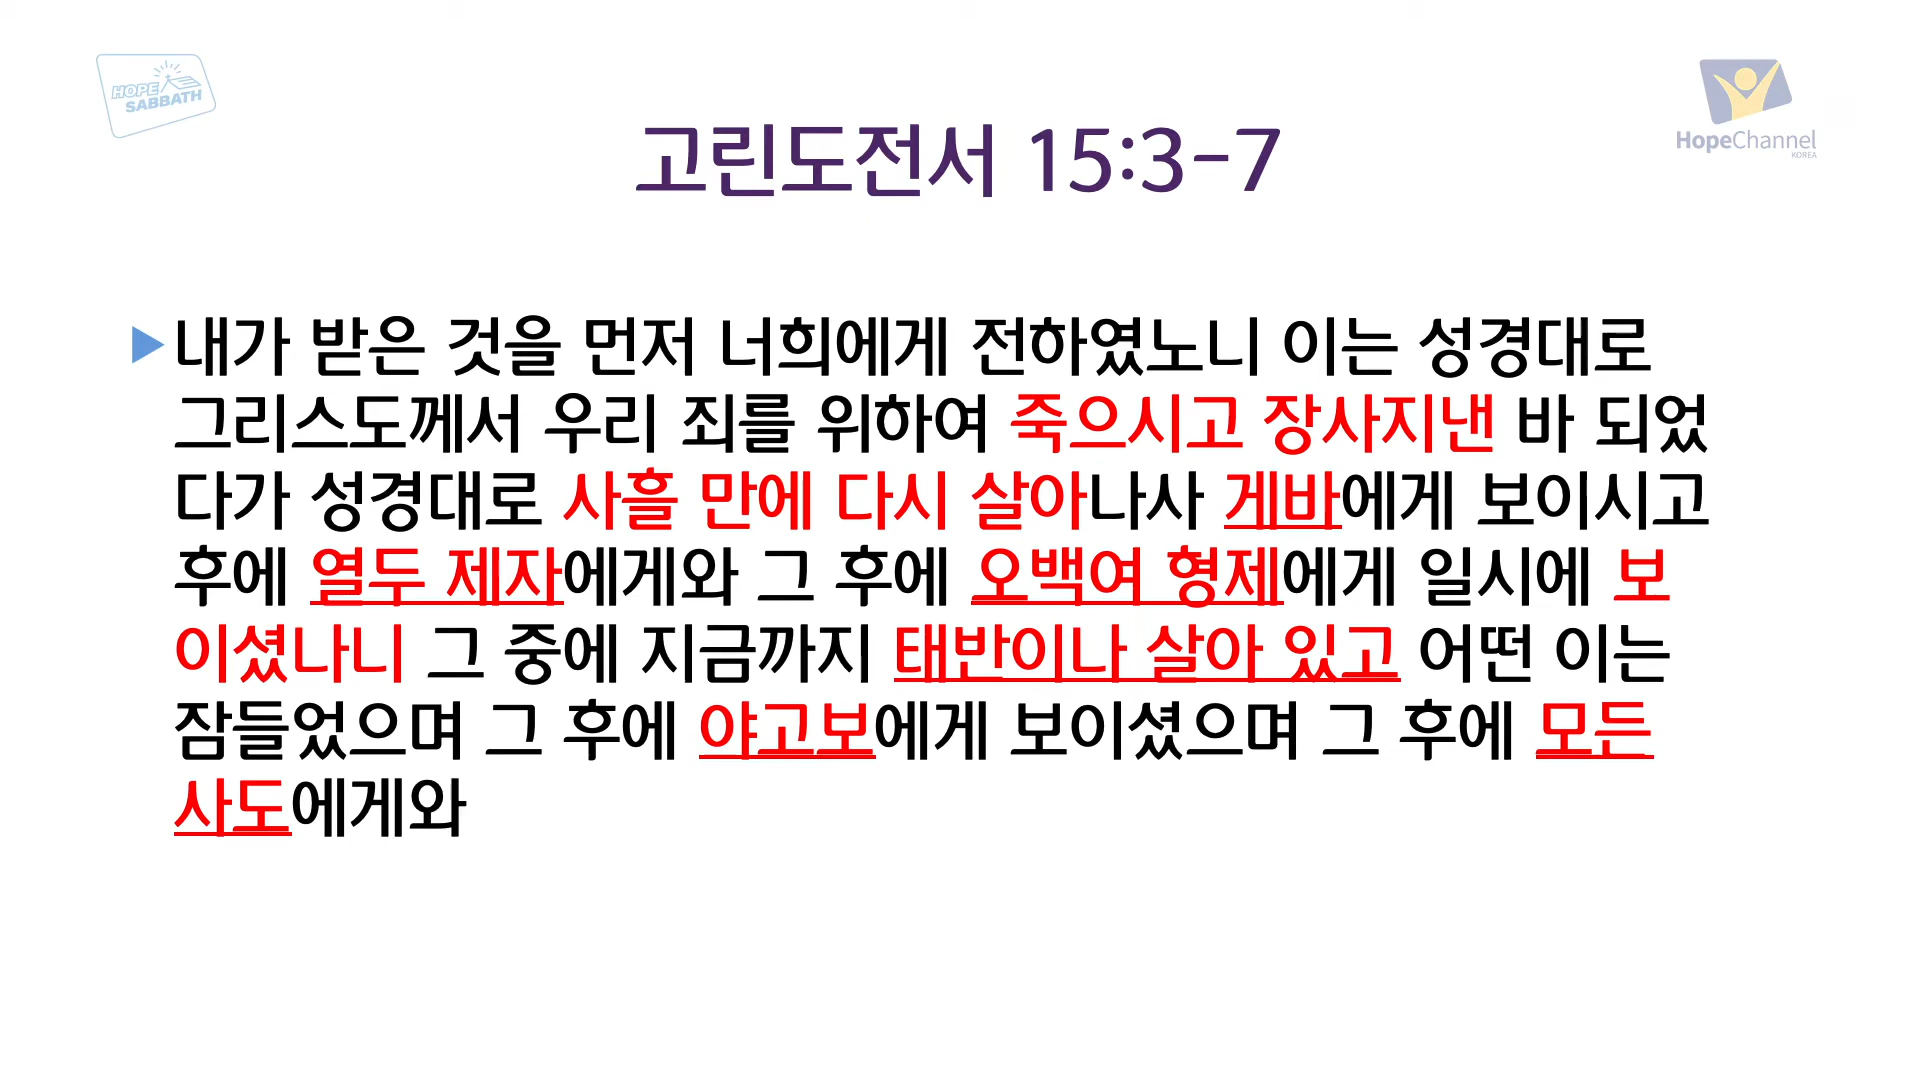 HOPE
SABBATH
HopeChannel
KOREA
고린도전서 15:3-7
내가 받은 것을 먼저 너희에게 전하였노니 이는 성경대로
그리스도께서 우리 죄를 위하여 죽으시고 장사지낸 바 되었
다가 성경대로 사흘 만에 다시 살아나사 게바에게 보이시고
후에 열두 제자에게와 그 후에 오백여 형제에게 일시에 보
이셨나니 그 중에 지금까지 태반이나 살아 있고 어떤 이는
잠들었으며 그 후에 야고보에게 보이셨으며 그 후에 모든
사도에게와